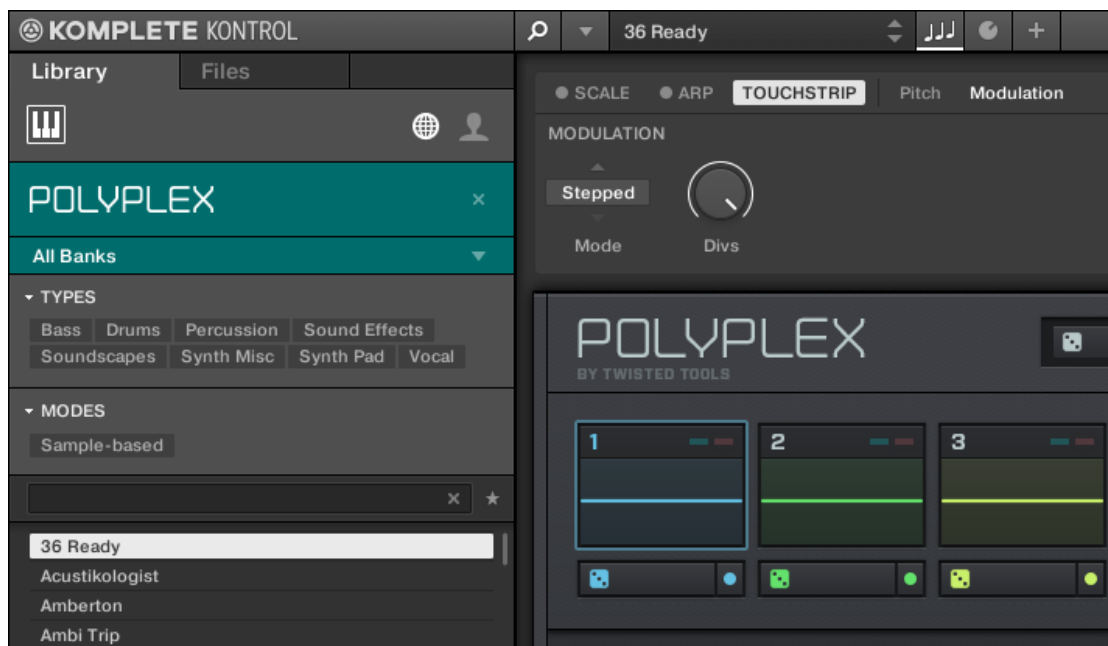 KOMPLETE KONTROL
36 Ready
Library Files
POLYPLEX
All Banks
TYPES
Bass Drums Percussion Sound Effects
Soundscapes Synth Misc Synth Pad Vocal
MODES
Sample-based
36 Ready
Acustikologist
Amberton
Ambi Trip
SCALE ARP TOUCHSTRIP Pitch Modulation
MODULATION
Stepped
Mode Divs
POLYPLEX
BY TWISTED TOOLS
1 2 3